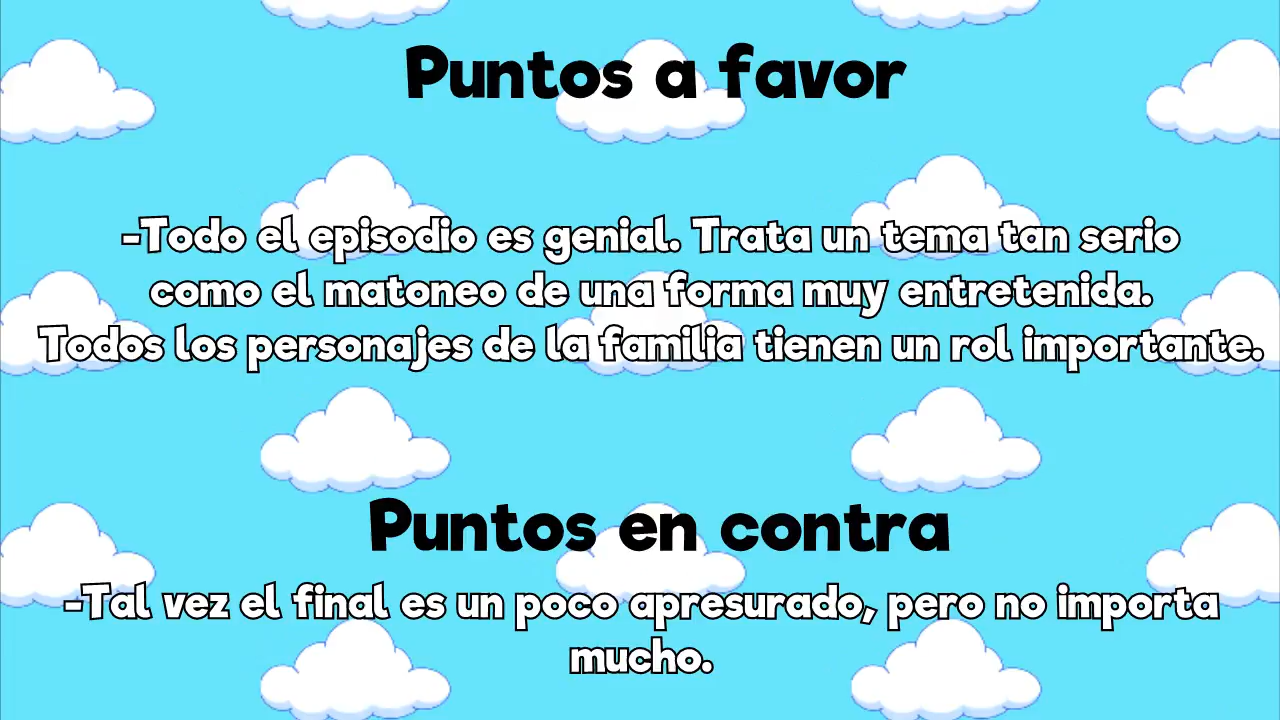 Puntos a favor
-Todo el episodio es genial. Trata un tema tan serio
como el matoneo de una forma muy entretenida.
Todos los personajes de la familia tienen un rol importante.
Puntos en contra
-Tal vez el final es un poco apresurado, pero no importa
mucho.